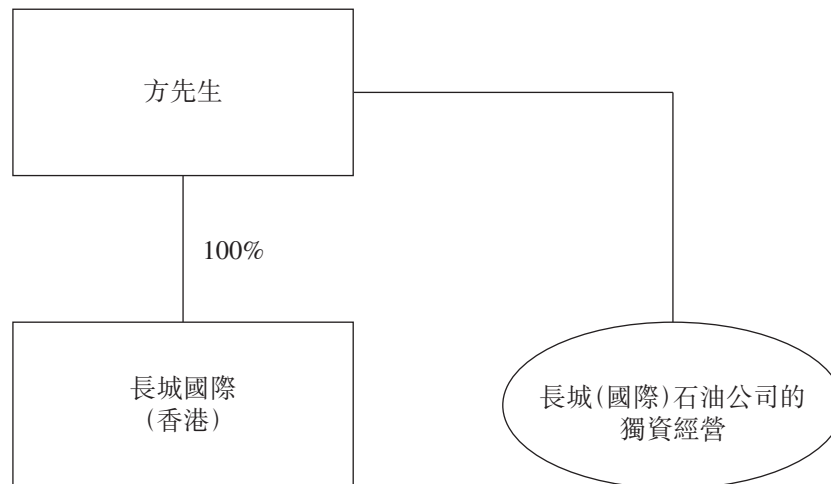 方先生
100%
長城國際
(香港)
長城(國際)石油公司的
獨資經營